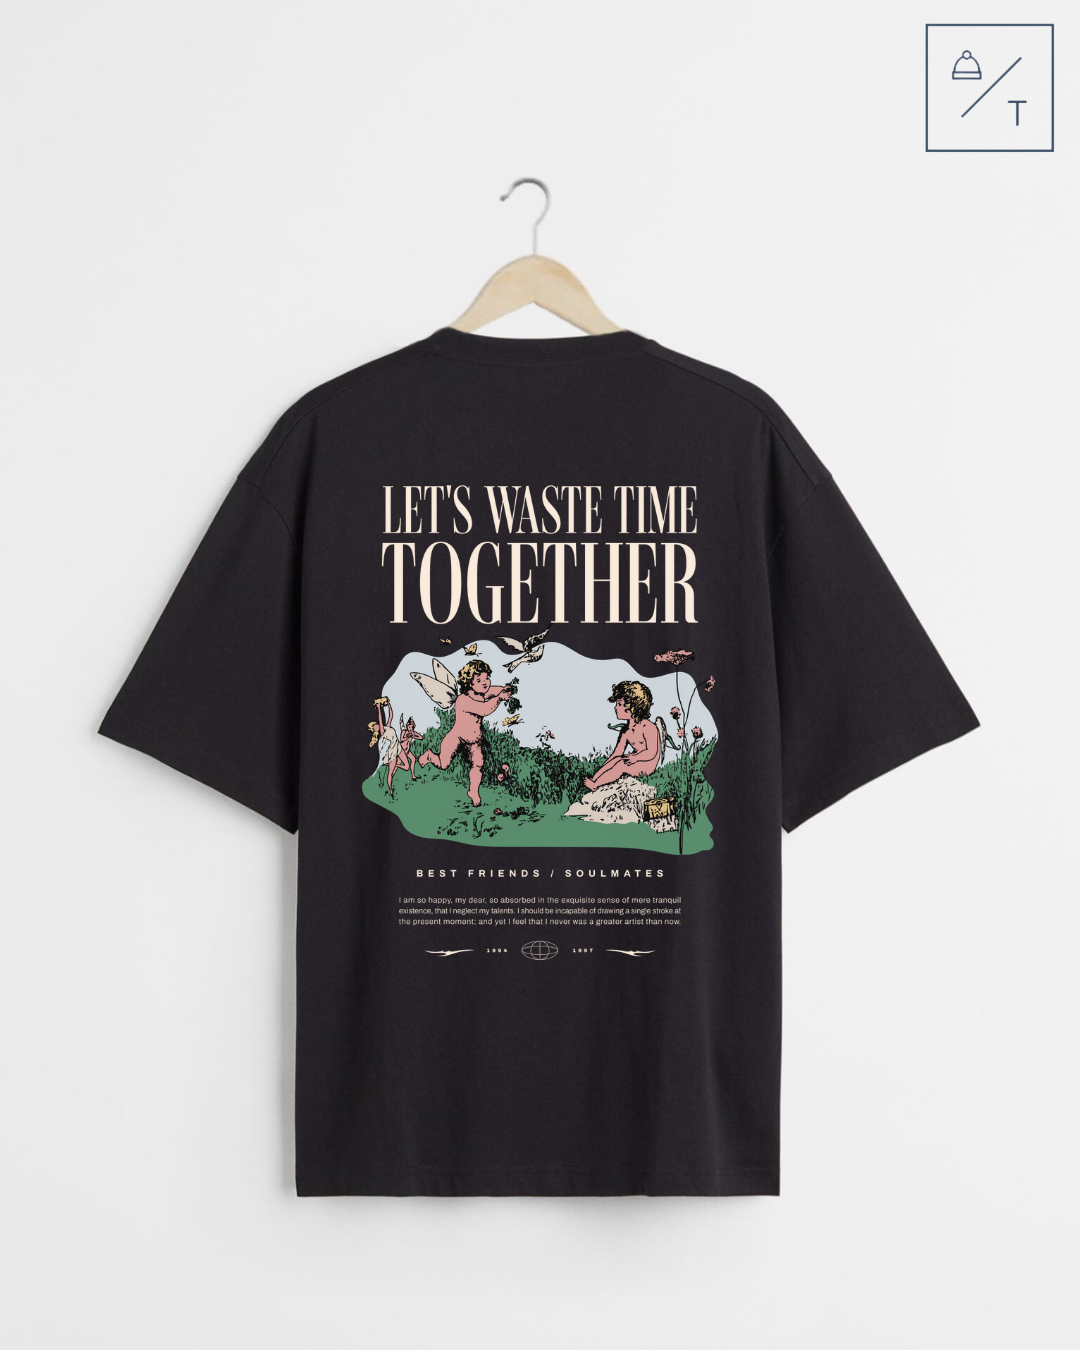 T
LET'S WASTE TIME
TOGETHER
BEST FRIENDS / SOULMATES
I am so happy, my dear, so absorbed in the exquisite sense of mere tranquil
existence, that I neglect my talents. I should be incapable of drawing a single stroke at
the present moment; and yet I feel that I never was a greater artist than now.
1996 1997